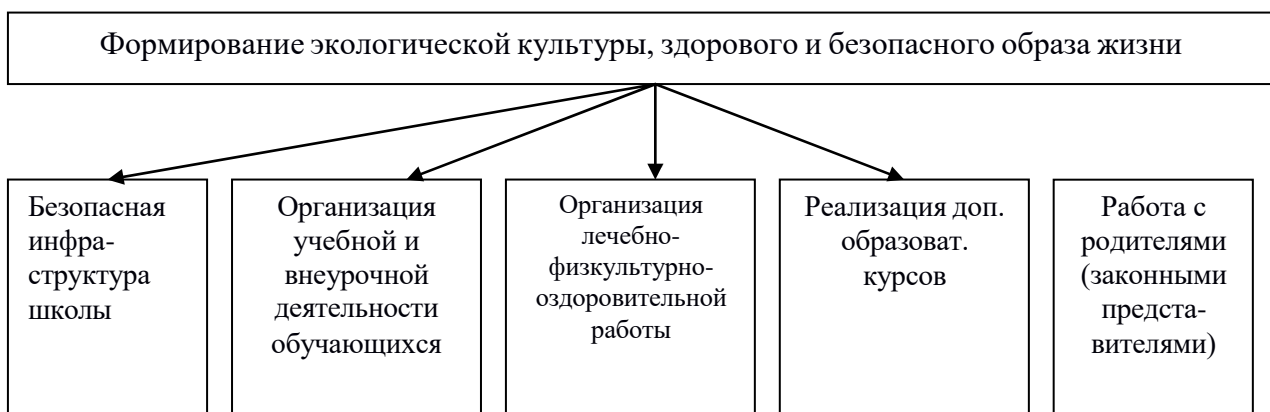 Формирование экологической культуры, здорового и безопасного образа жизни
Безопасная
инфра-
структура
школы
Организация
учебной и
внеурочной
деятельности
обучающихся
Организация
лечебно-
физкультурно-
оздоровительной
работы
Реализация доп.
образоват.
курсов
Работа с
родителями
(законными
предста-
вителями)